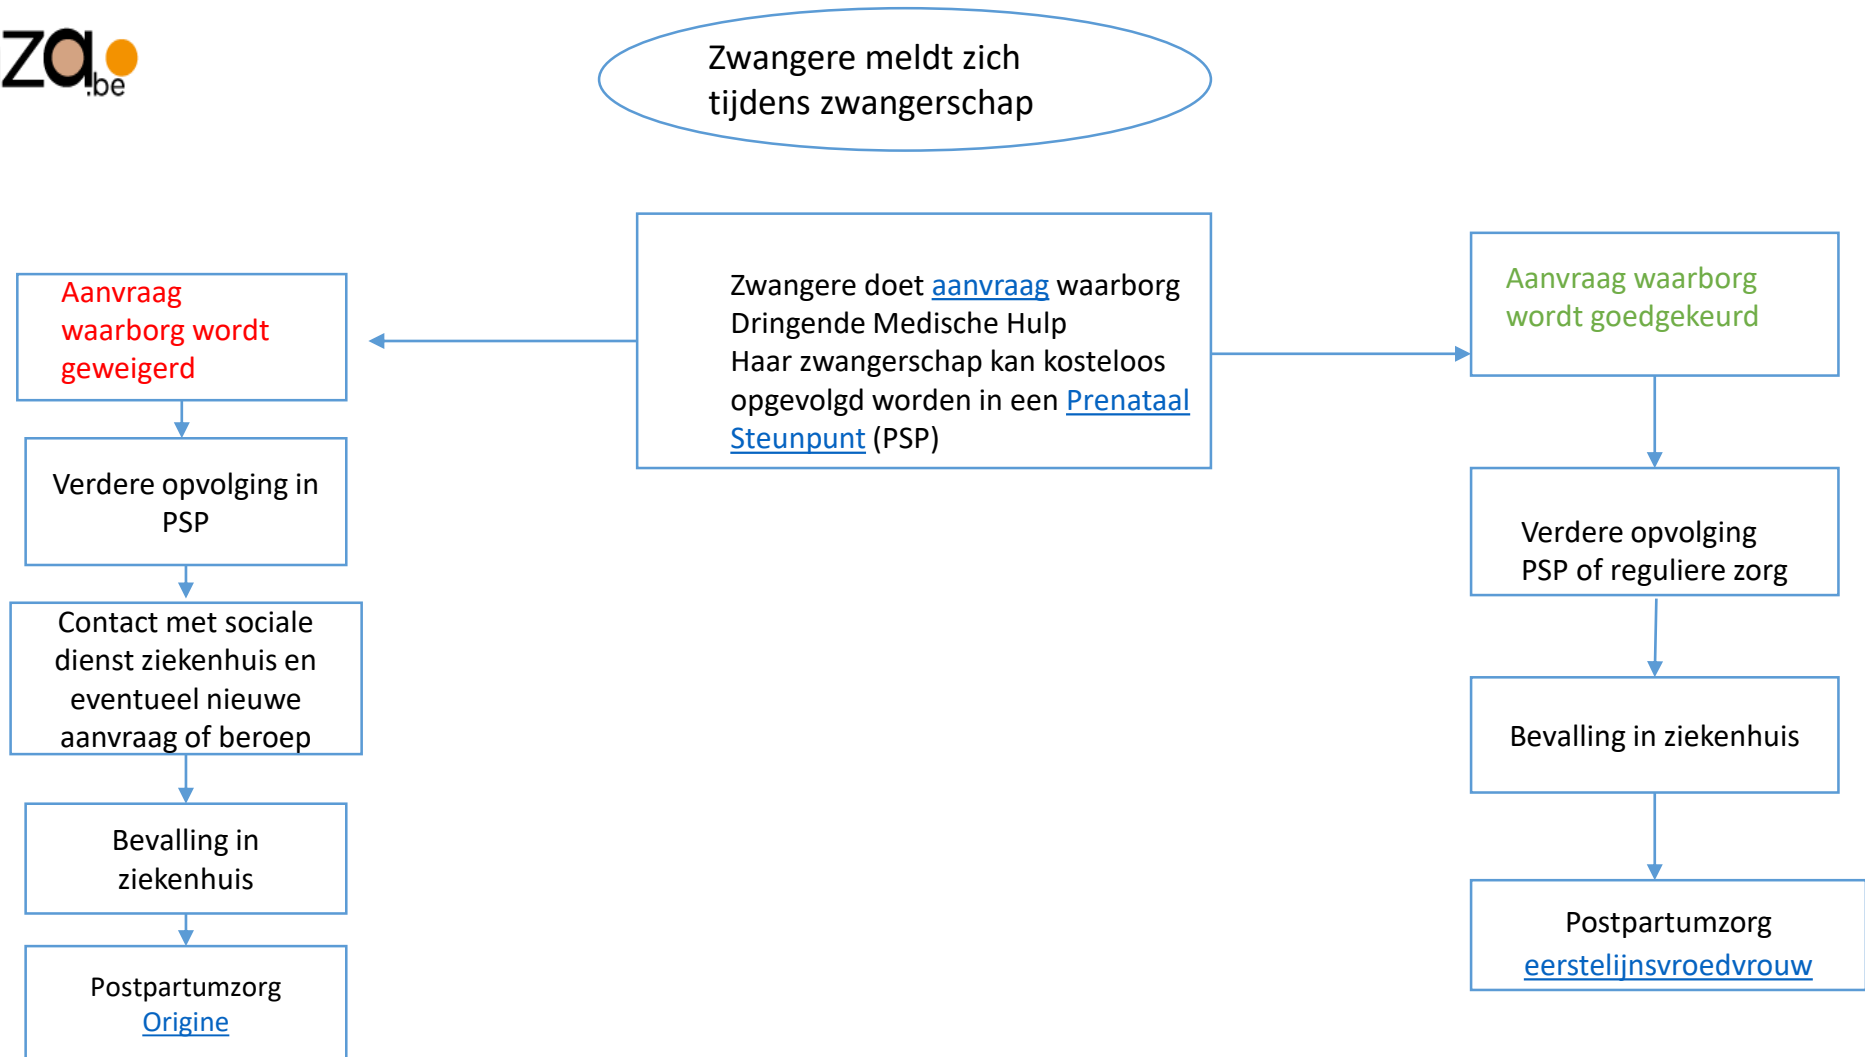 za
.be
Zwangere meldt zich
tijdens zwangerschap
Zwangere doet aanvraag waarborg
Dringende Medische Hulp
Haar zwangerschap kan kosteloos
opgevolgd worden in een Prenataal
Steunpunt (PSP)
Aanvraag
waarborg wordt
geweigerd
Verdere opvolging in
PSP
Contact met sociale
dienst ziekenhuis en
eventueel nieuwe
aanvraag of beroep
Bevalling in
ziekenhuis
Postpartumzorg
Origine
Aanvraag waarborg
wordt goedgekeurd
Verdere opvolging
PSP of reguliere zorg
Bevalling in ziekenhuis
Postpartumzorg
eerstelijnsvroedvrouw